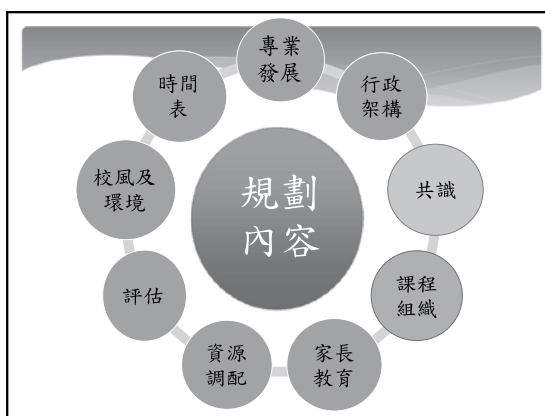 規劃
內容
專業
發展
行政
架構
共識
課程
組織
家長
教育
資源
調配
評估
校風及
環境
時間
表